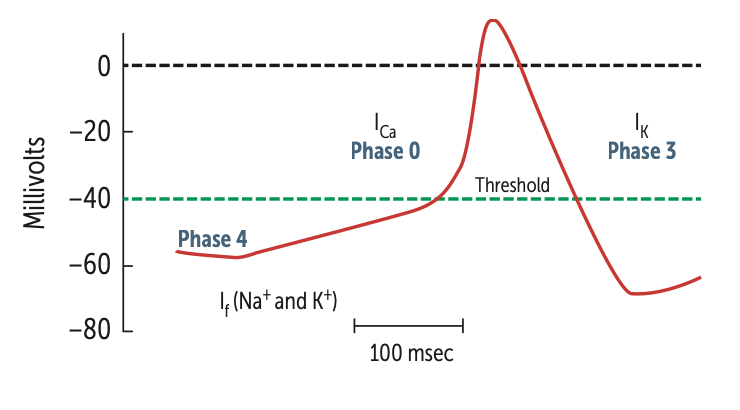 Millivolts
0
−20
−40
−60
−80
I_Ca
Phase 0
I_K
Phase 3
Threshold
Phase 4
I_f (Na⁺ and K⁺)
100 msec